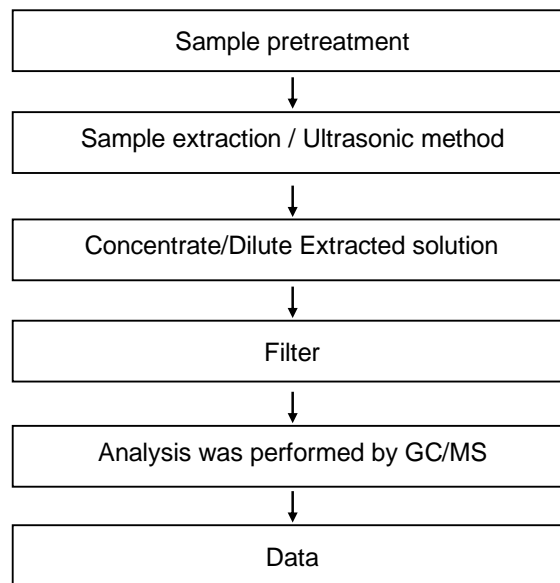 Sample pretreatment
Sample extraction / Ultrasonic method
Concentrate/Dilute Extracted solution
Filter
Analysis was performed by GC/MS
Data